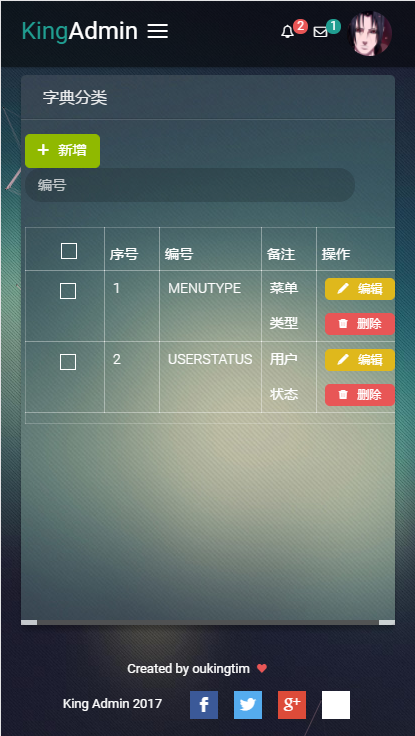 KingAdmin 2 1
字典分类
+ 新增
编号
序号 编号 备注 操作
1 MENUTYPE 菜单 编辑
类型 删除
2 USERSTATUS 用户 编辑
状态 删除
Created by oukingtim
King Admin 2017 f g+